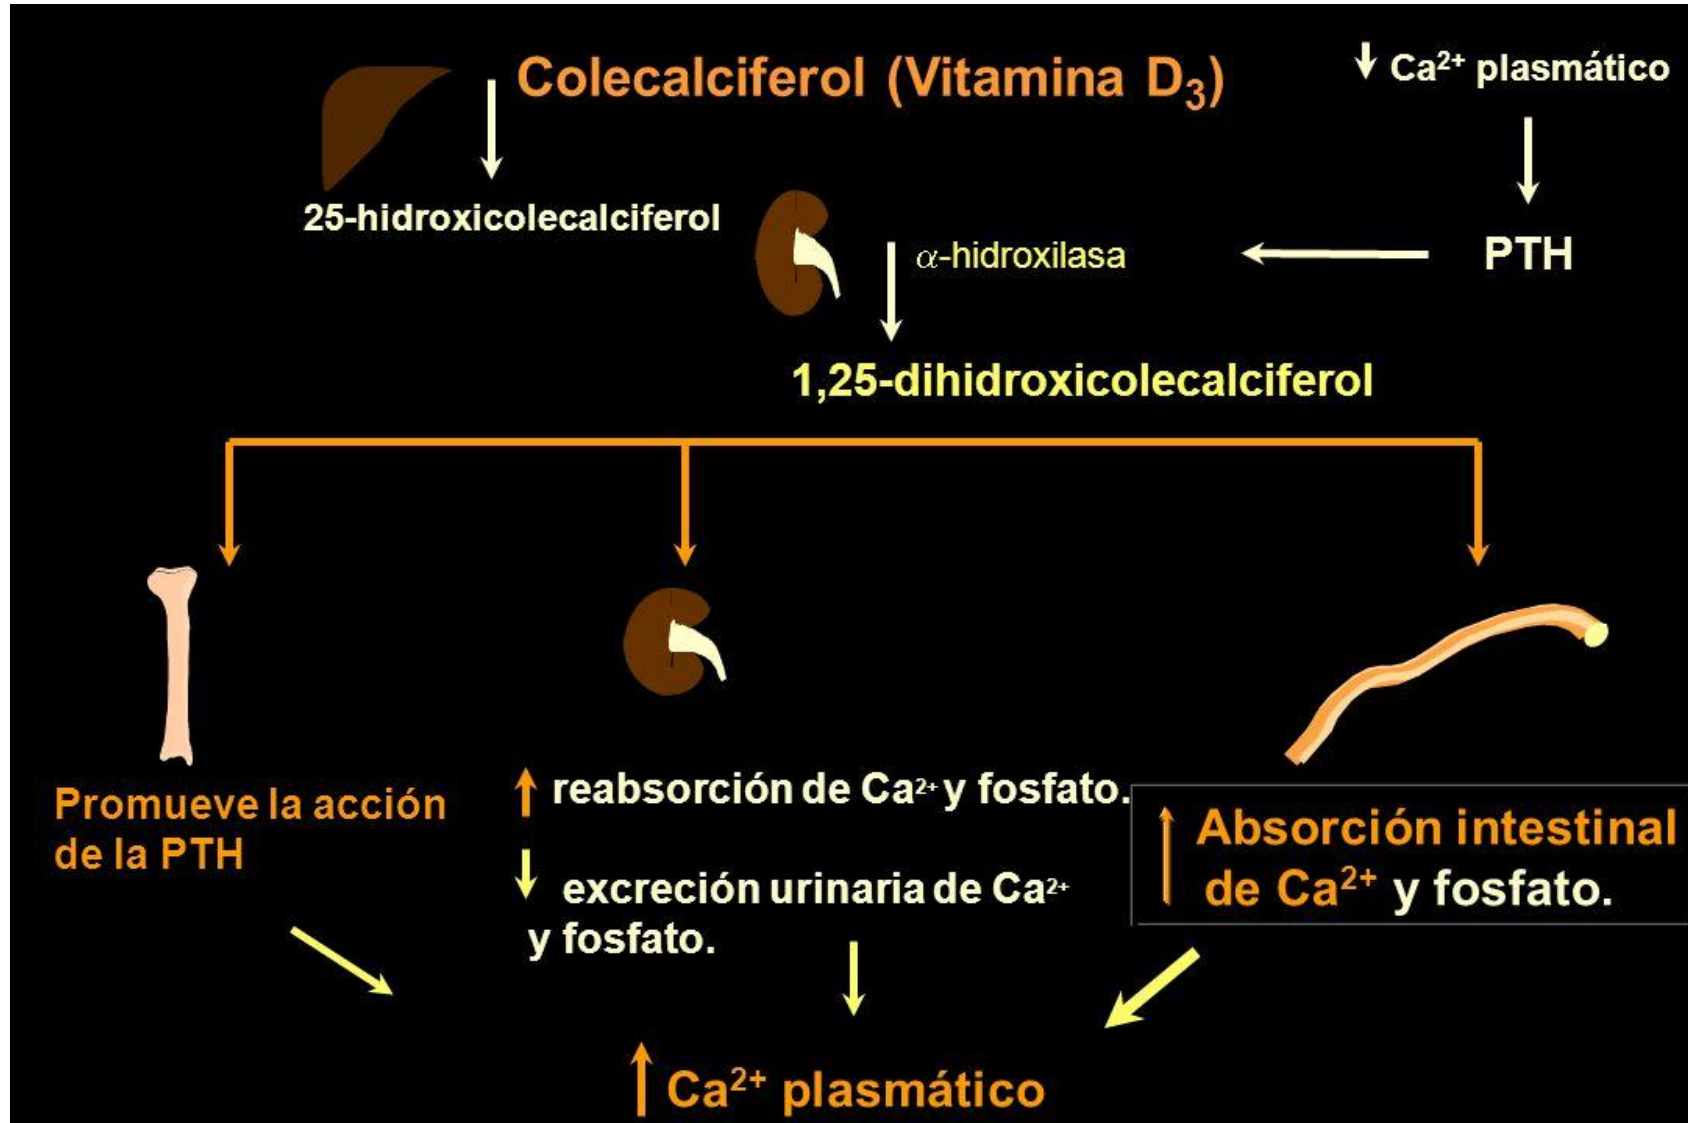 Colecalciferol (Vitamina D₃)
↓ Ca²⁺ plasmático
25-hidroxicolecalciferol
α-hidroxilasa
PTH
1,25-dihidroxicolecalciferol
Promueve la acción
de la PTH
↑ reabsorción de Ca²⁺ y fosfato.
↓ excreción urinaria de Ca²⁺
y fosfato.
↑ Absorción intestinal
de Ca²⁺ y fosfato.
↑ Ca²⁺ plasmático